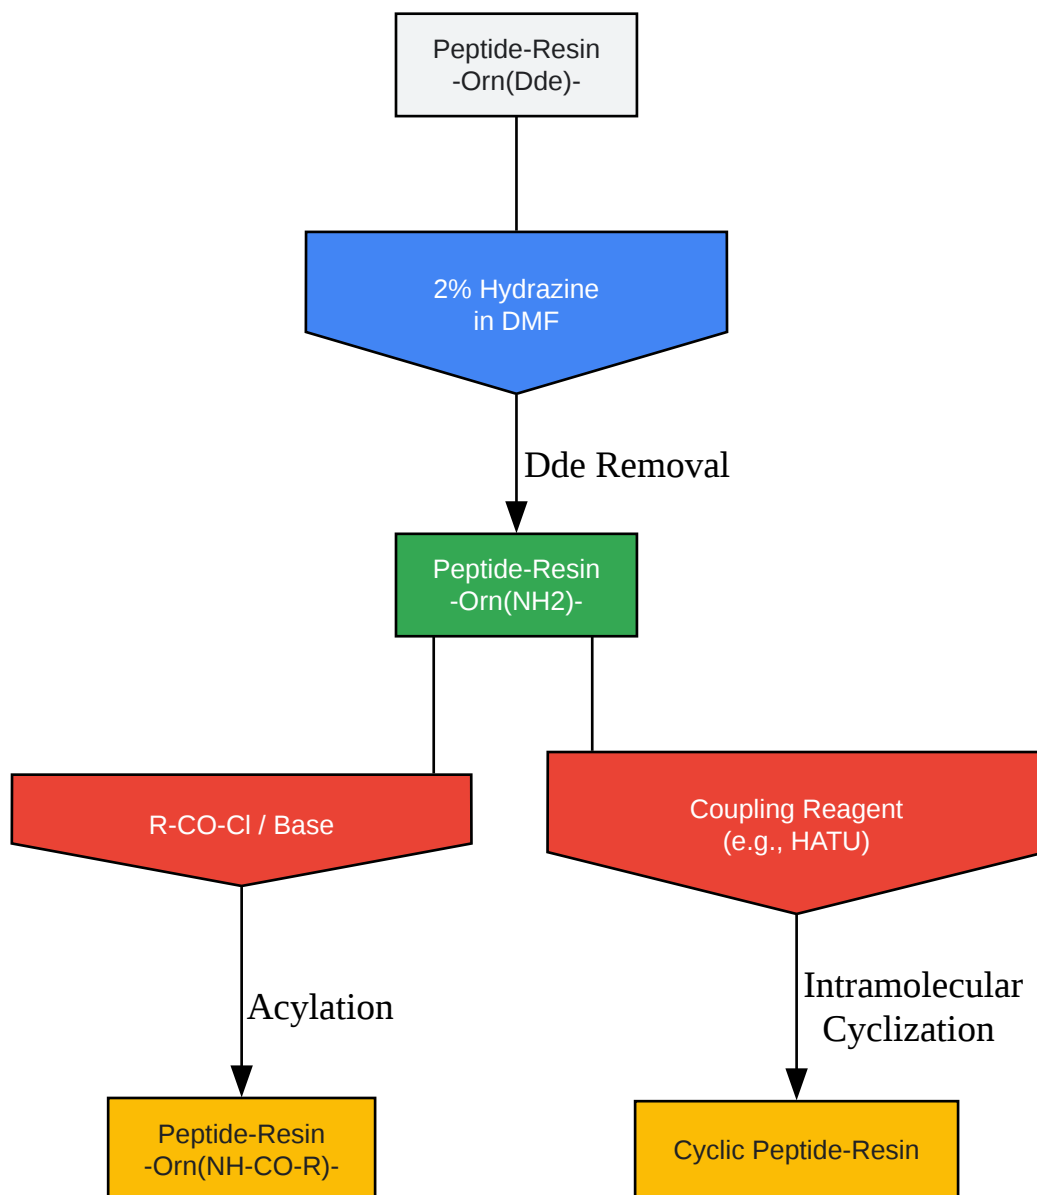 Peptide-Resin
-Orn(Dde)-
2% Hydrazine
in DMF
Dde Removal
Peptide-Resin
-Orn(NH2)-
R-CO-Cl / Base
Coupling Reagent
(e.g., HATU)
Acylation
Intramolecular
Cyclization
Peptide-Resin
-Orn(NH-CO-R)-
Cyclic Peptide-Resin